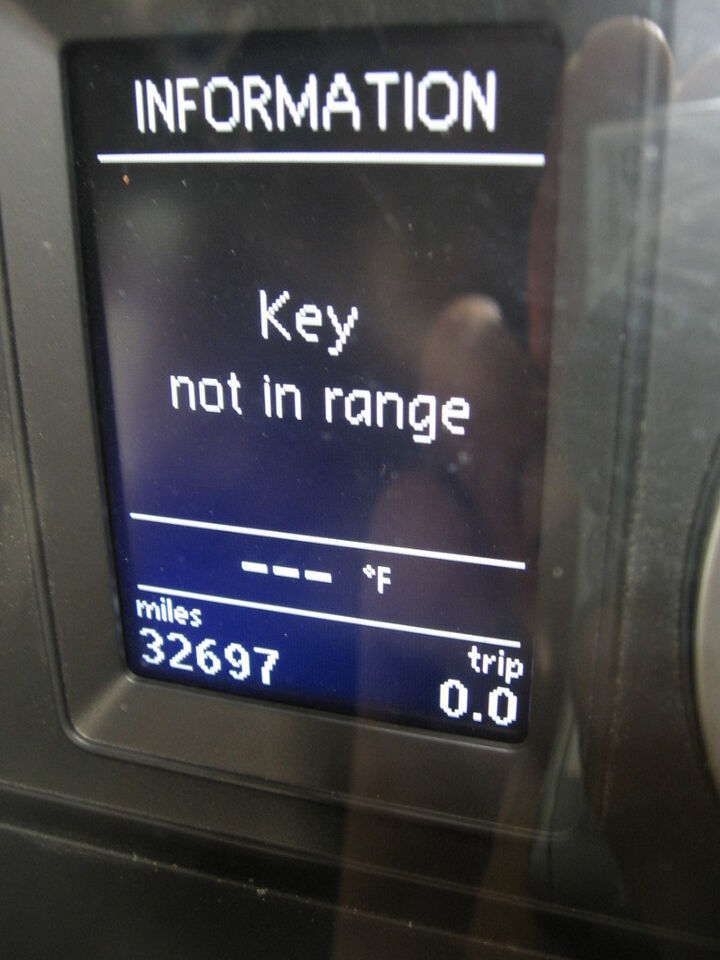 INFORMATION
Key
not in range
--- °F
miles
32697
trip
0.0